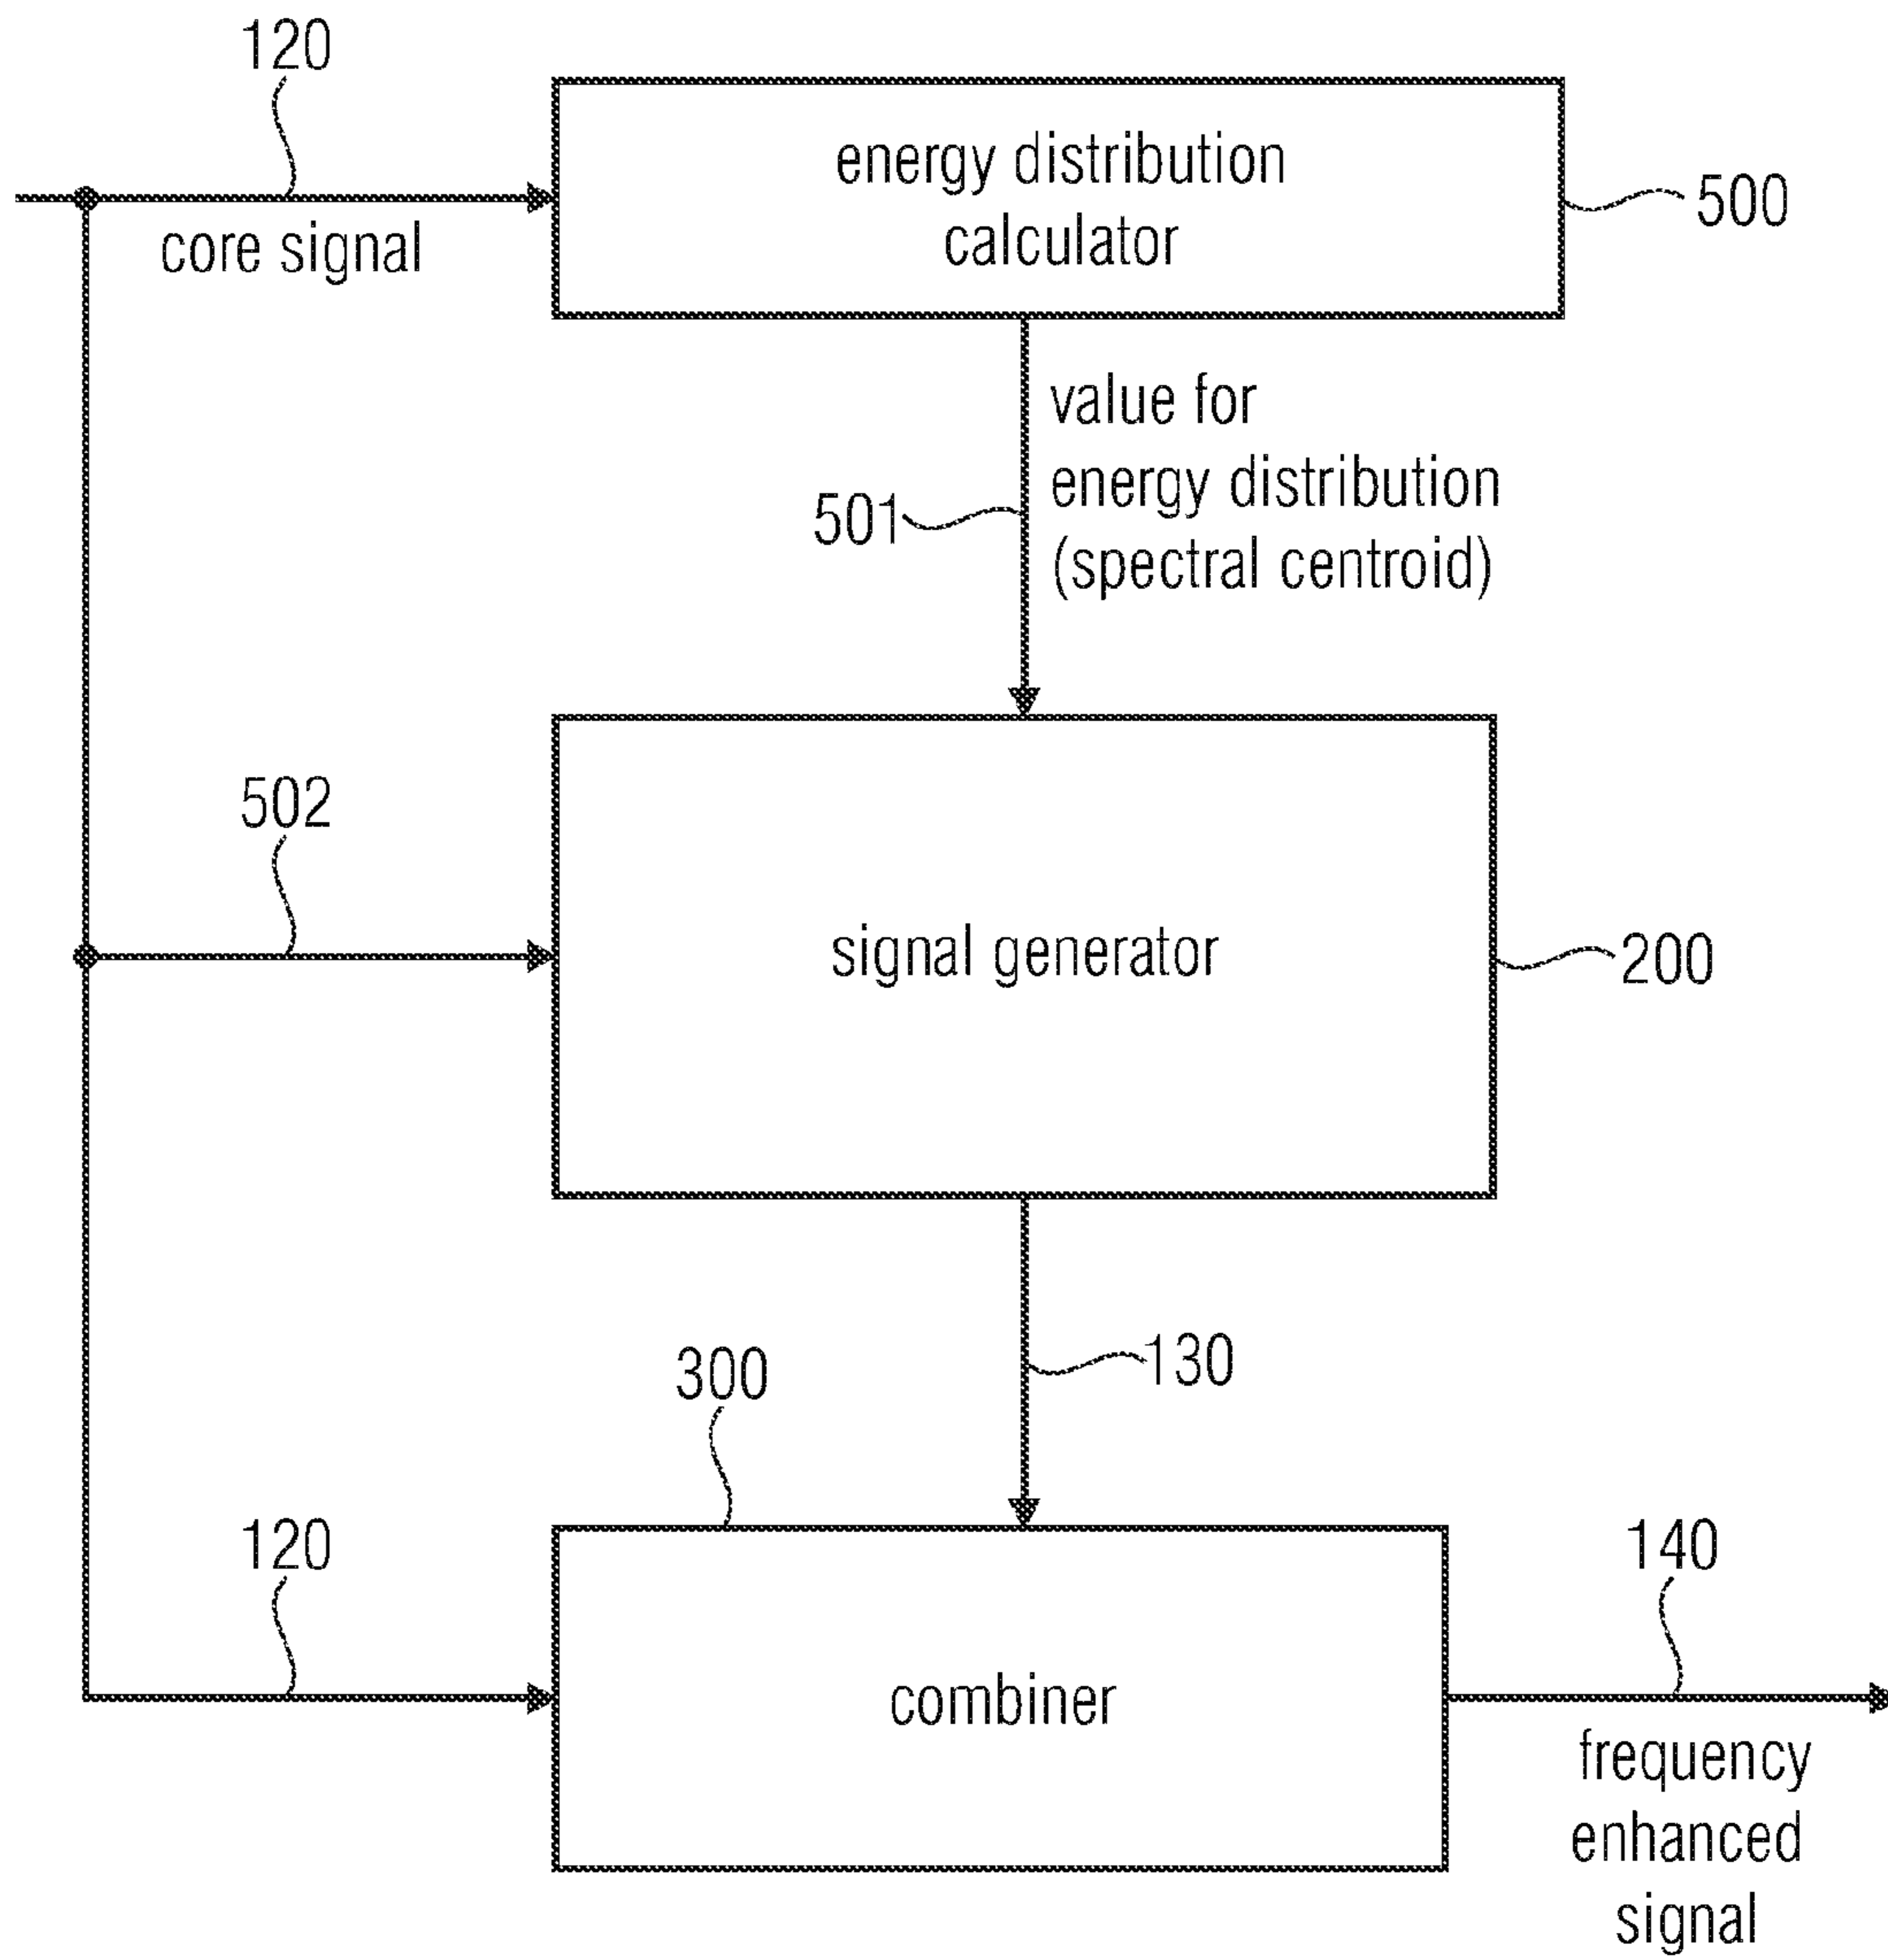 120
core signal
energy distribution
calculator
500
501
value for
energy distribution
(spectral centroid)
502
signal generator
200
300
130
120
combiner
140
frequency
enhanced
signal